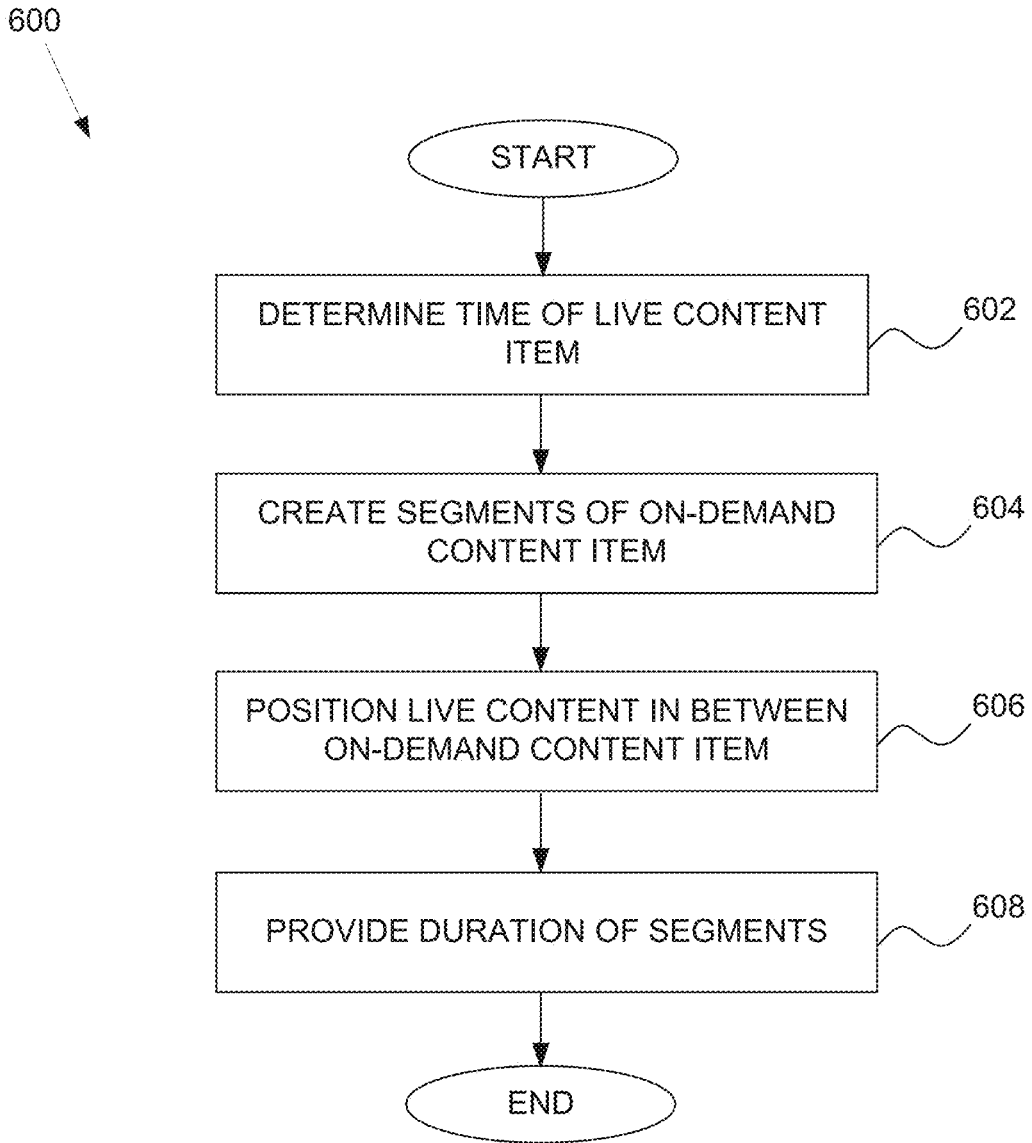 600
START
DETERMINE TIME OF LIVE CONTENT
ITEM
602
CREATE SEGMENTS OF ON-DEMAND
CONTENT ITEM
604
POSITION LIVE CONTENT IN BETWEEN
ON-DEMAND CONTENT ITEM
606
PROVIDE DURATION OF SEGMENTS
608
END